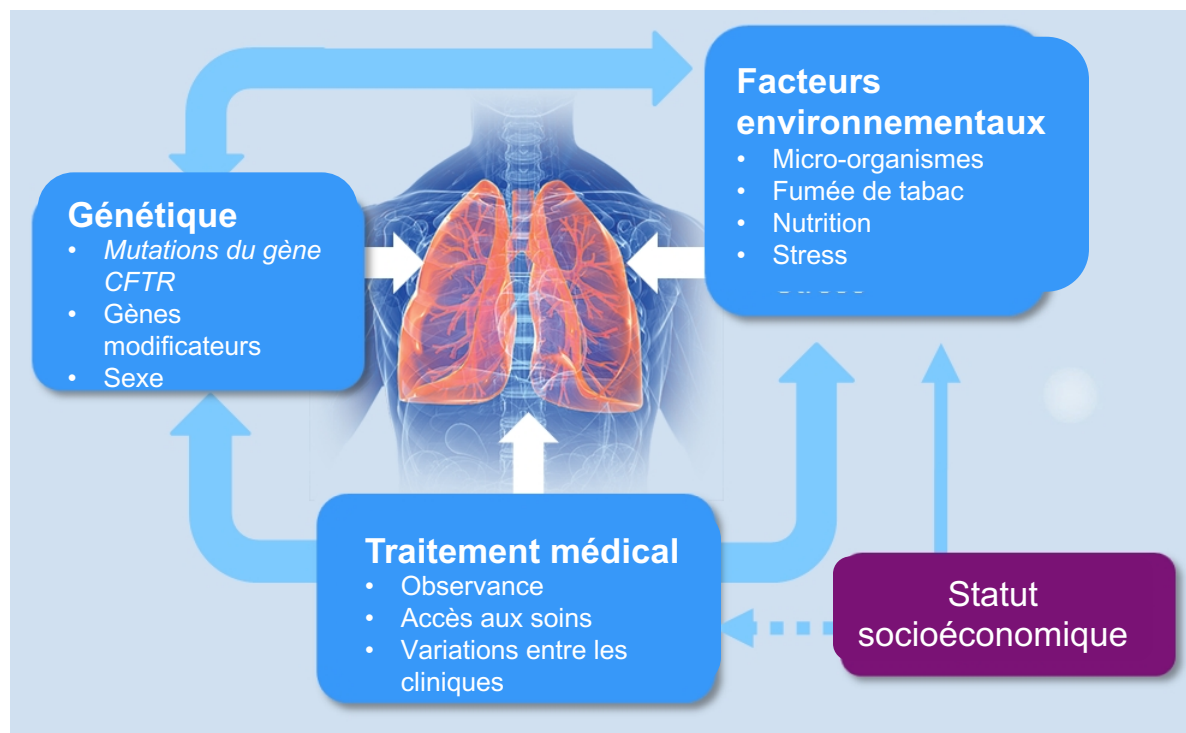 Facteurs
environnementaux
• Micro-organismes
• Fumée de tabac
• Nutrition
• Stress
Génétique
• Mutations du gène
CFTR
• Gènes
modificateurs
• Sexe
Traitement médical
• Observance
• Accès aux soins
• Variations entre les
cliniques
Statut
socioéconomique